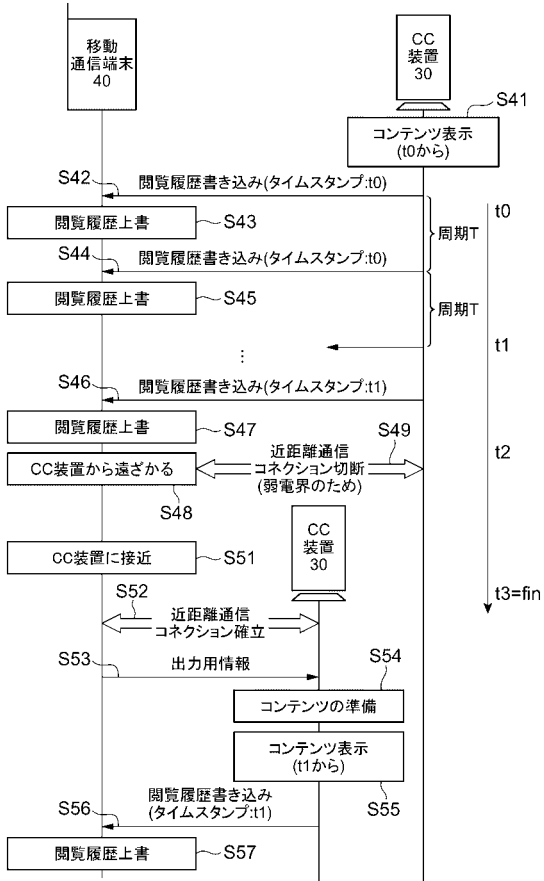 移動
通信端末
40
CC
装置
30
S41
コンテンツ表示
(t0から)
S42
閲覧履歴書き込み(タイムスタンプ:t0)
t0
閲覧履歴上書
S43
周期T
S44
閲覧履歴書き込み(タイムスタンプ:t0)
閲覧履歴上書
S45
周期T
t1
⋮
S46
閲覧履歴書き込み(タイムスタンプ:t1)
閲覧履歴上書
S47
S49
近距離通信
コネクション切断
(弱電界のため)
t2
CC装置から遠ざかる
S48
CC
装置
30
CC装置に接近
S51
t3=fin
S52
近距離通信
コネクション確立
S53
出力用情報
S54
コンテンツの準備
コンテンツ表示
(t1から)
S55
閲覧履歴書き込み
(タイムスタンプ:t1)
S56
閲覧履歴上書
S57